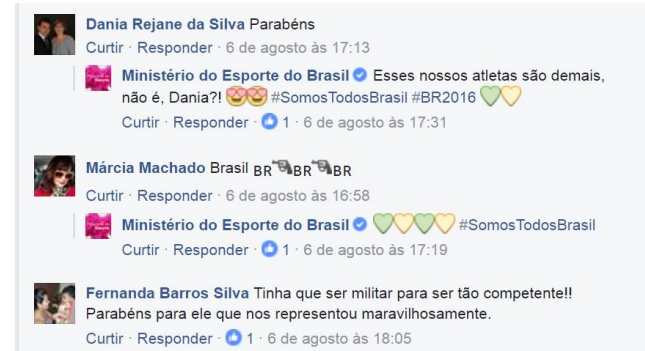 Dania Rejane da Silva Parabéns
Curtir · Responder · 6 de agosto às 17:13
Ministério do Esporte do Brasil Esses nossos atletas são demais,
não é, Dania?! 😍😍 #SomosTodosBrasil #BR2016 💚💛
Curtir · Responder · 1 · 6 de agosto às 17:31
Márcia Machado Brasil BR🔫BR🔫BR
Curtir · Responder · 6 de agosto às 16:58
Ministério do Esporte do Brasil 💚💛💚💛 #SomosTodosBrasil
Curtir · Responder · 1 · 6 de agosto às 17:19
Fernanda Barros Silva Tinha que ser militar para ser tão competente!!
Parabéns para ele que nos representou maravilhosamente.
Curtir · Responder · 1 · 6 de agosto às 18:05